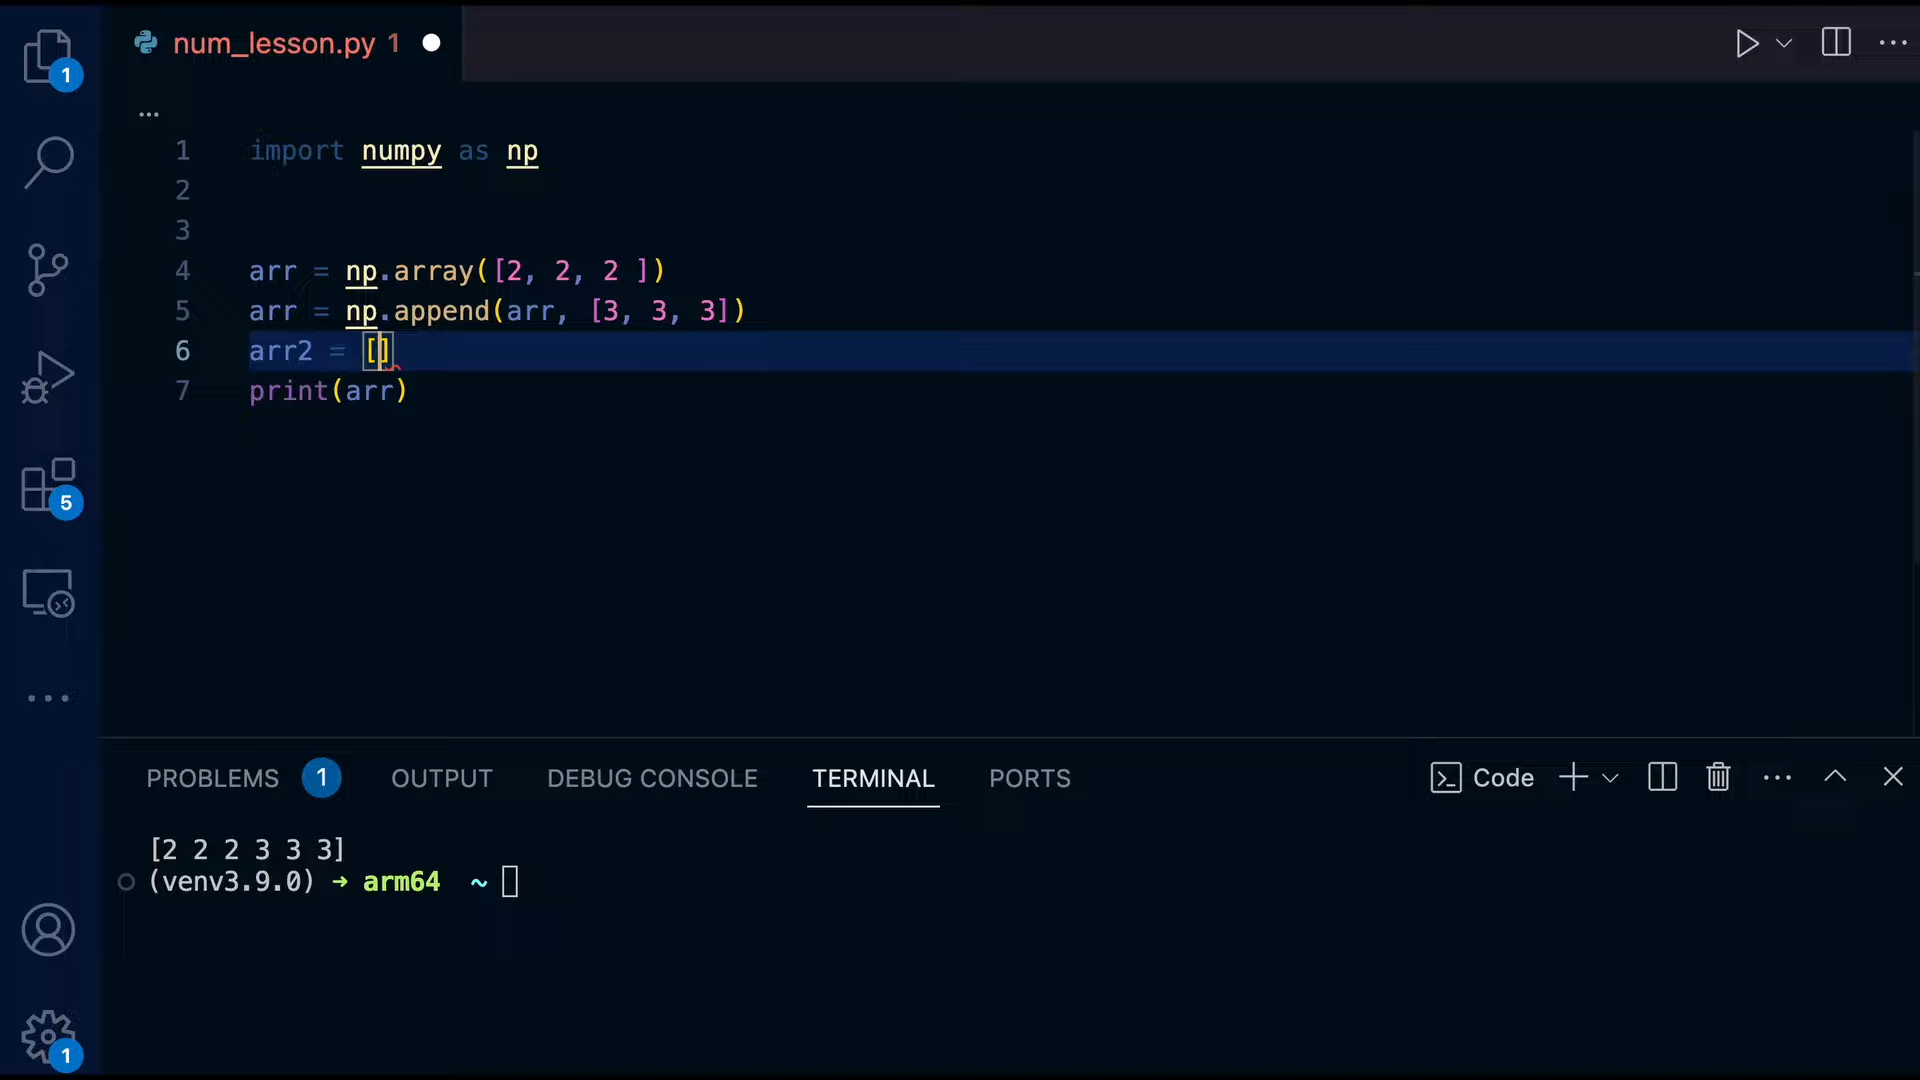 num_lesson.py 1
1
...
1 import numpy as np
2
3
4 arr = np.array([2, 2, 2 ])
5 arr = np.append(arr, [3, 3, 3])
6 arr2 = []
7 print(arr)
5
PROBLEMS 1 OUTPUT DEBUG CONSOLE TERMINAL PORTS Code
[2 2 2 3 3 3]
(venv3.9.0) ➜ arm64 ~
1